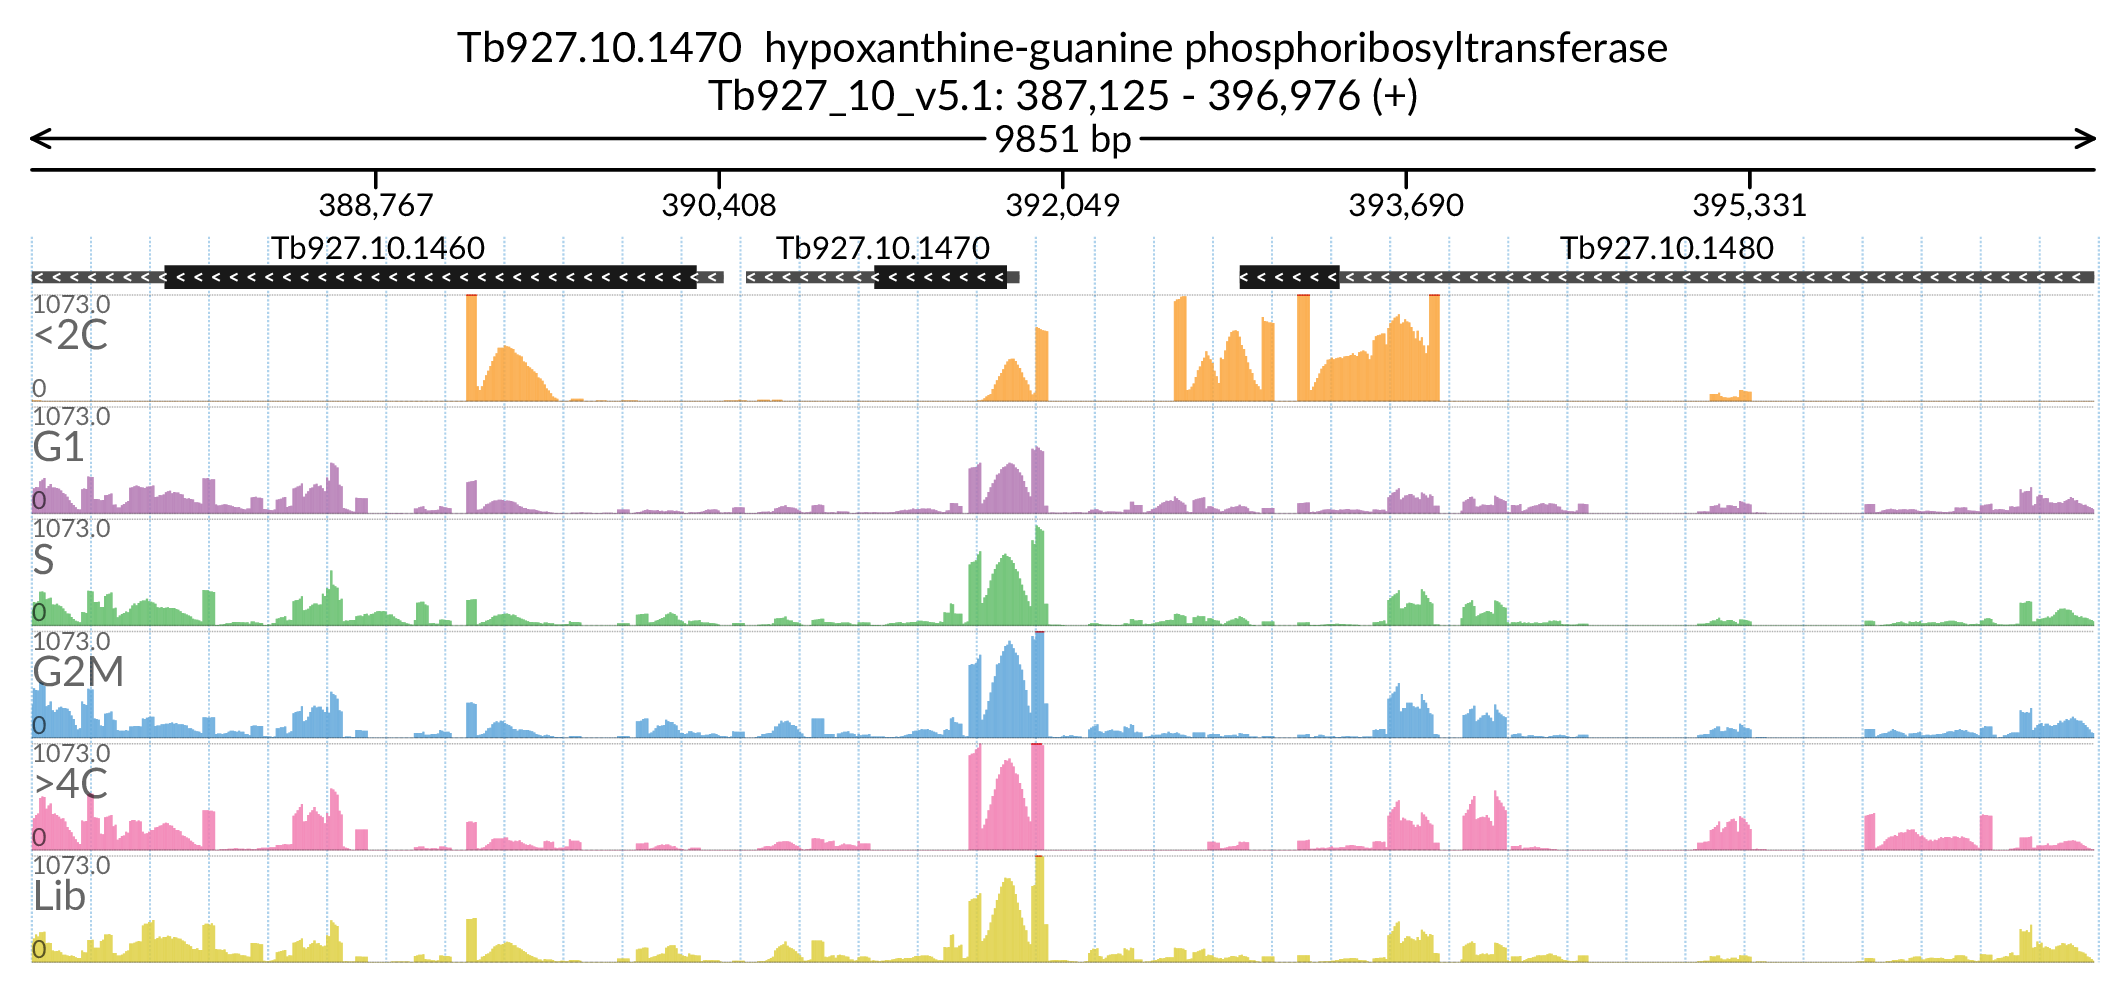 Tb927.10.1470  hypoxanthine-guanine phosphoribosyltransferase
Tb927_10_v5.1: 387,125 - 396,976 (+)
9851 bp
388,767 390,408 392,049 393,690 395,331
Tb927.10.1460 Tb927.10.1470 Tb927.10.1480
1073.0
<2C
0
1073.0
G1
0
1073.0
S
0
1073.0
G2M
0
1073.0
>4C
0
1073.0
Lib
0